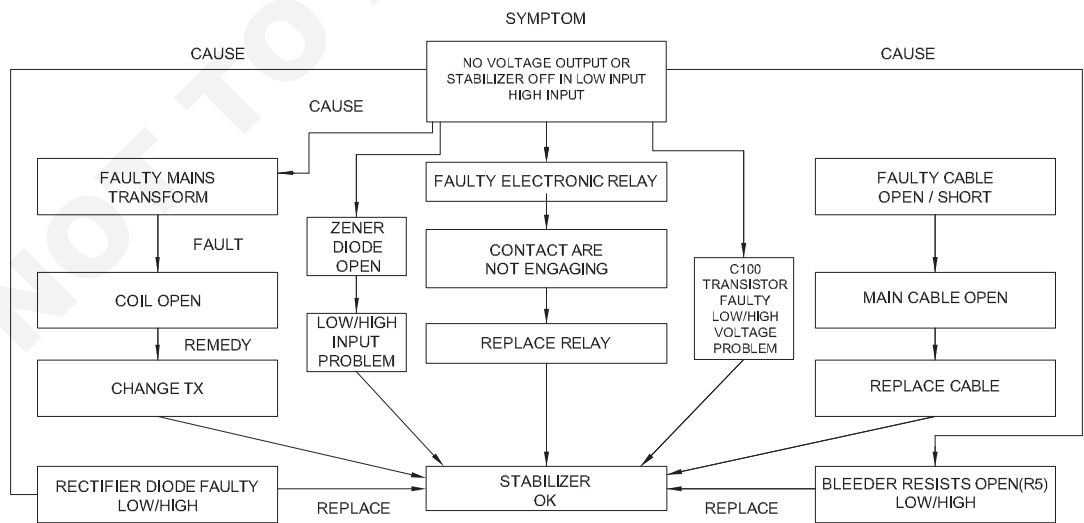 SYMPTOM
CAUSE
NO VOLTAGE OUTPUT OR
STABILIZER OFF IN LOW INPUT
HIGH INPUT
CAUSE
CAUSE
FAULTY MAINS
TRANSFORM
FAULT
COIL OPEN
REMEDY
CHANGE TX
ZENER
DIODE
OPEN
LOW/HIGH
INPUT
PROBLEM
FAULTY ELECTRONIC RELAY
CONTACT ARE
NOT ENGAGING
REPLACE RELAY
C100
TRANSISTOR
FAULTY
LOW/HIGH
VOLTAGE
PROBLEM
FAULTY CABLE
OPEN / SHORT
MAIN CABLE OPEN
REPLACE CABLE
RECTIFIER DIODE FAULTY
LOW/HIGH
REPLACE
STABILIZER
OK
REPLACE
BLEEDER RESISTS OPEN(R5)
LOW/HIGH
NOT TO